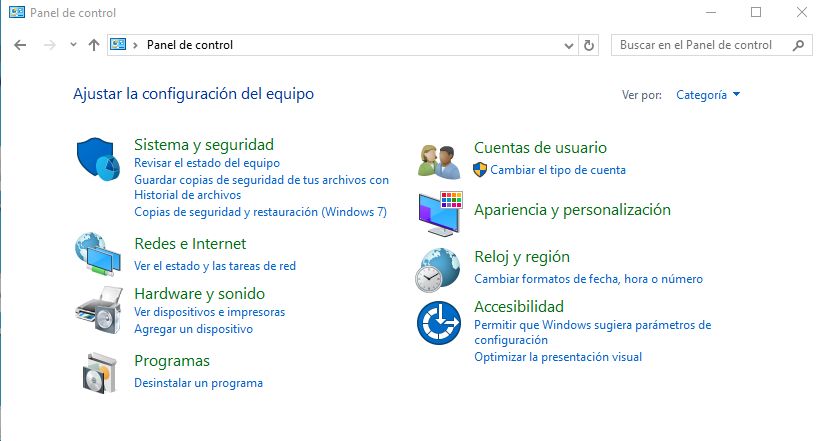 Panel de control
Panel de control
Buscar en el Panel de control
Ajustar la configuración del equipo
Ver por:
Categoría
Sistema y seguridad
Revisar el estado del equipo
Guardar copias de seguridad de tus archivos con
Historial de archivos
Copias de seguridad y restauración (Windows 7)
Redes e Internet
Ver el estado y las tareas de red
Hardware y sonido
Ver dispositivos e impresoras
Agregar un dispositivo
Programas
Desinstalar un programa
Cuentas de usuario
Cambiar el tipo de cuenta
Apariencia y personalización
Reloj y región
Cambiar formatos de fecha, hora o número
Accesibilidad
Permitir que Windows sugiera parámetros de
configuración
Optimizar la presentación visual